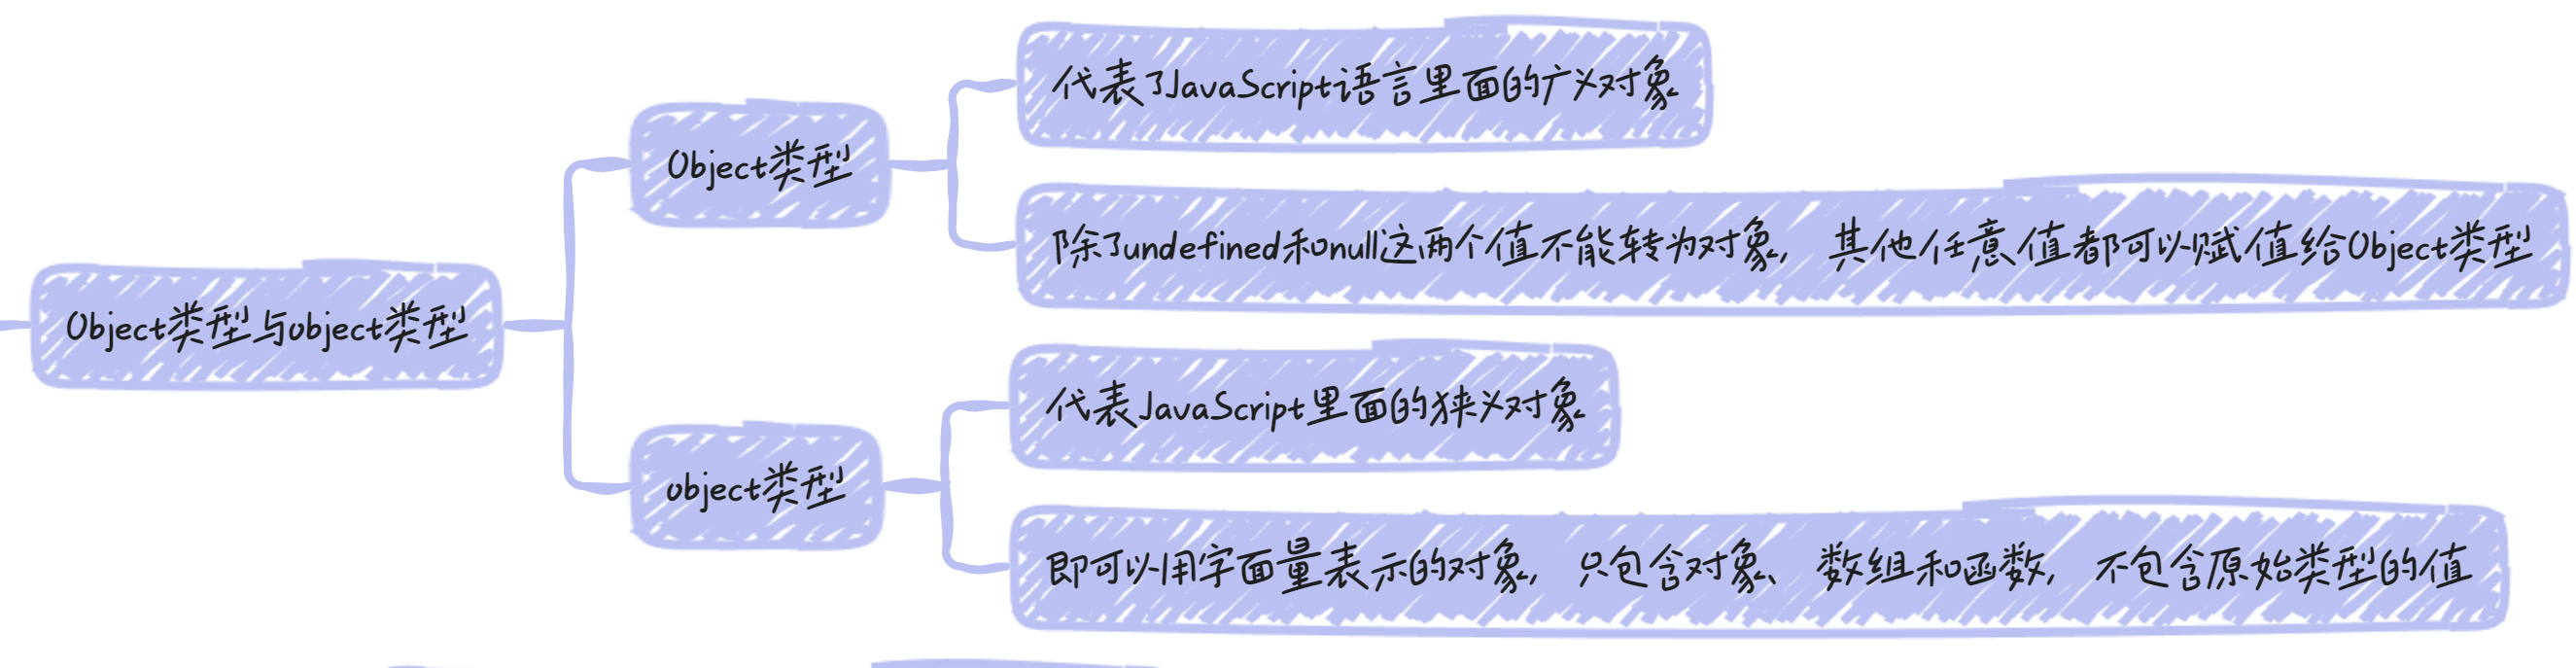 Object类型与object类型
Object类型
代表了JavaScript语言里面的广义对象
除了undefined和null这两个值不能转为对象, 其他任意值都可以赋值给Object类型
object类型
代表JavaScript里面的狭义对象
即可以用字面量表示的对象, 只包含对象、数组和函数, 不包含原始类型的值